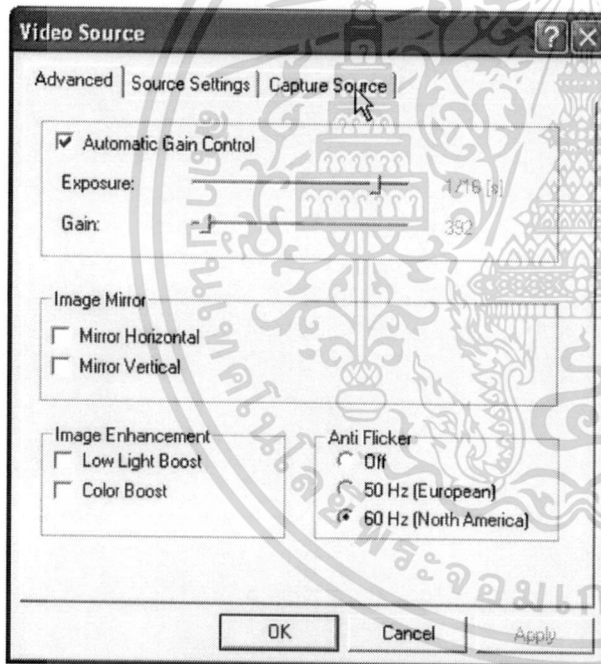 Video Source
Advanced Source Settings Capture Source
Automatic Gain Control
Exposure: 1/16 [s]
Gain: 392
Image Mirror
Mirror Horizontal
Mirror Vertical
Image Enhancement
Low Light Boost
Color Boost
Anti Flicker
Off
50 Hz (European)
60 Hz (North America)
OK Cancel Apply